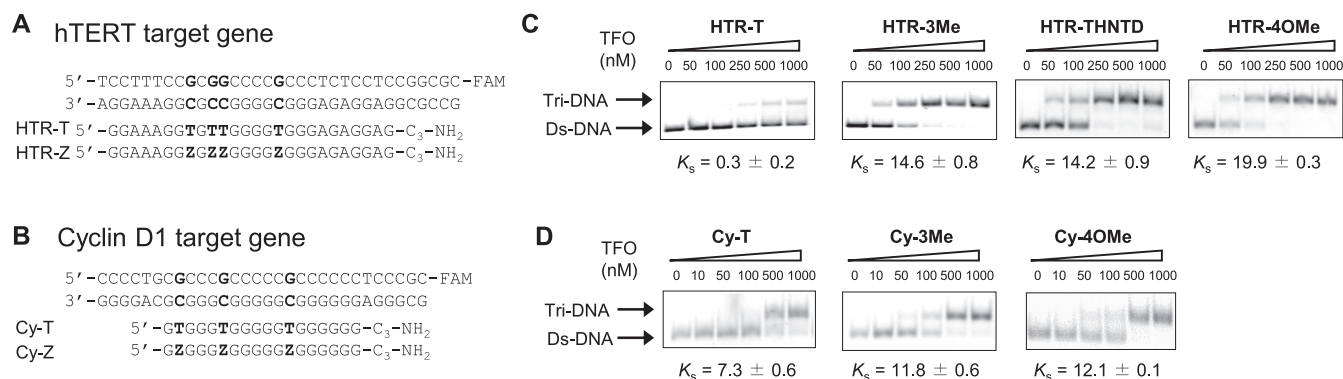 A hTERT target gene
5'-TCCTTTCCGCGGCCCCGCCCTCTCCTCCGGCGC-FAM
3'-AGGAAAGGCGCCGGGGCGGGAGAGGAGGCGCCG
HTR-T 5'-GGAAAGGTGTTGGGGTGGGAGAGGAG-C3-NH2
HTR-Z 5'-GGAAAGGZGZZGGGGZGGGAGAGGAG-C3-NH2
B Cyclin D1 target gene
5'-CCCCTGCGCCCGCCCCCGCCCCCCTCCCGC-FAM
3'-GGGGACGCGGGCGGGGGCGGGGGGAGGGCG
Cy-T 5'-GTGGGTGGGGGTGGGGGG-C3-NH2
Cy-Z 5'-GZGGGZGGGGGZGGGGGG-C3-NH2
C
TFO (nM)
HTR-T HTR-3Me HTR-THNTD HTR-4OMe
0 50 100 250 500 1000 0 50 100 250 500 1000 0 50 100 250 500 1000 0 50 100 250 500 1000
Tri-DNA
Ds-DNA
Ks = 0.3 ± 0.2 Ks = 14.6 ± 0.8 Ks = 14.2 ± 0.9 Ks = 19.9 ± 0.3
D
TFO (nM)
Cy-T Cy-3Me Cy-4OMe
0 10 50 100 500 1000 0 10 50 100 500 1000 0 10 50 100 500 1000
Tri-DNA
Ds-DNA
Ks = 7.3 ± 0.6 Ks = 11.8 ± 0.6 Ks = 12.1 ± 0.1